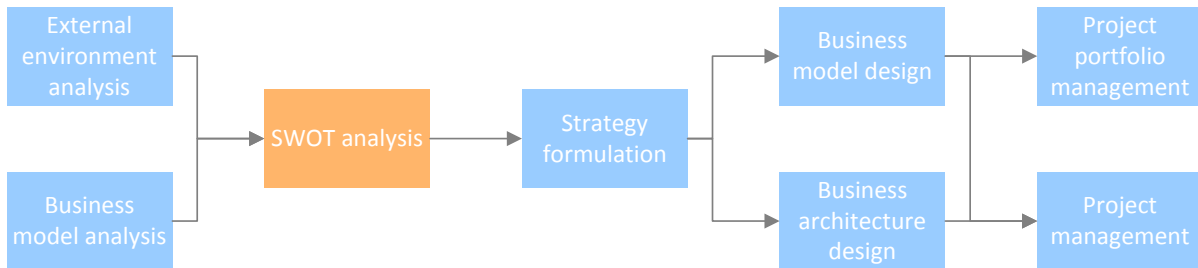 External
environment
analysis
Business
model analysis
SWOT analysis
Strategy
formulation
Business
model design
Business
architecture
design
Project
portfolio
management
Project
management